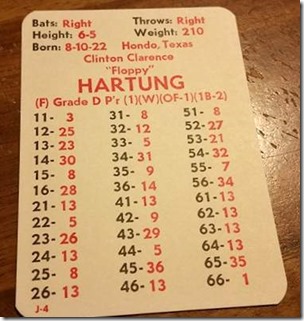 Bats: Right Throws: Right
Height: 6-5 Weight: 210
Born: 8-10-22 Hondo, Texas
Clinton Clarence
"Floppy"
HARTUNG
(F) Grade D P'r (1)(W)(OF-1)(1B-2)
11- 3 31- 8 51- 8
12- 25 32- 12 52- 27
13- 23 33- 5 53- 21
14- 30 34- 31 54- 32
15- 8 35- 9 55- 7
16- 28 36- 14 56- 34
21- 13 41- 13 61- 13
22- 5 42- 9 62- 13
23- 26 43- 29 63- 13
24- 13 44- 5 64- 13
25- 8 45- 36 65- 35
26- 13 46- 13 66- 1
J-4